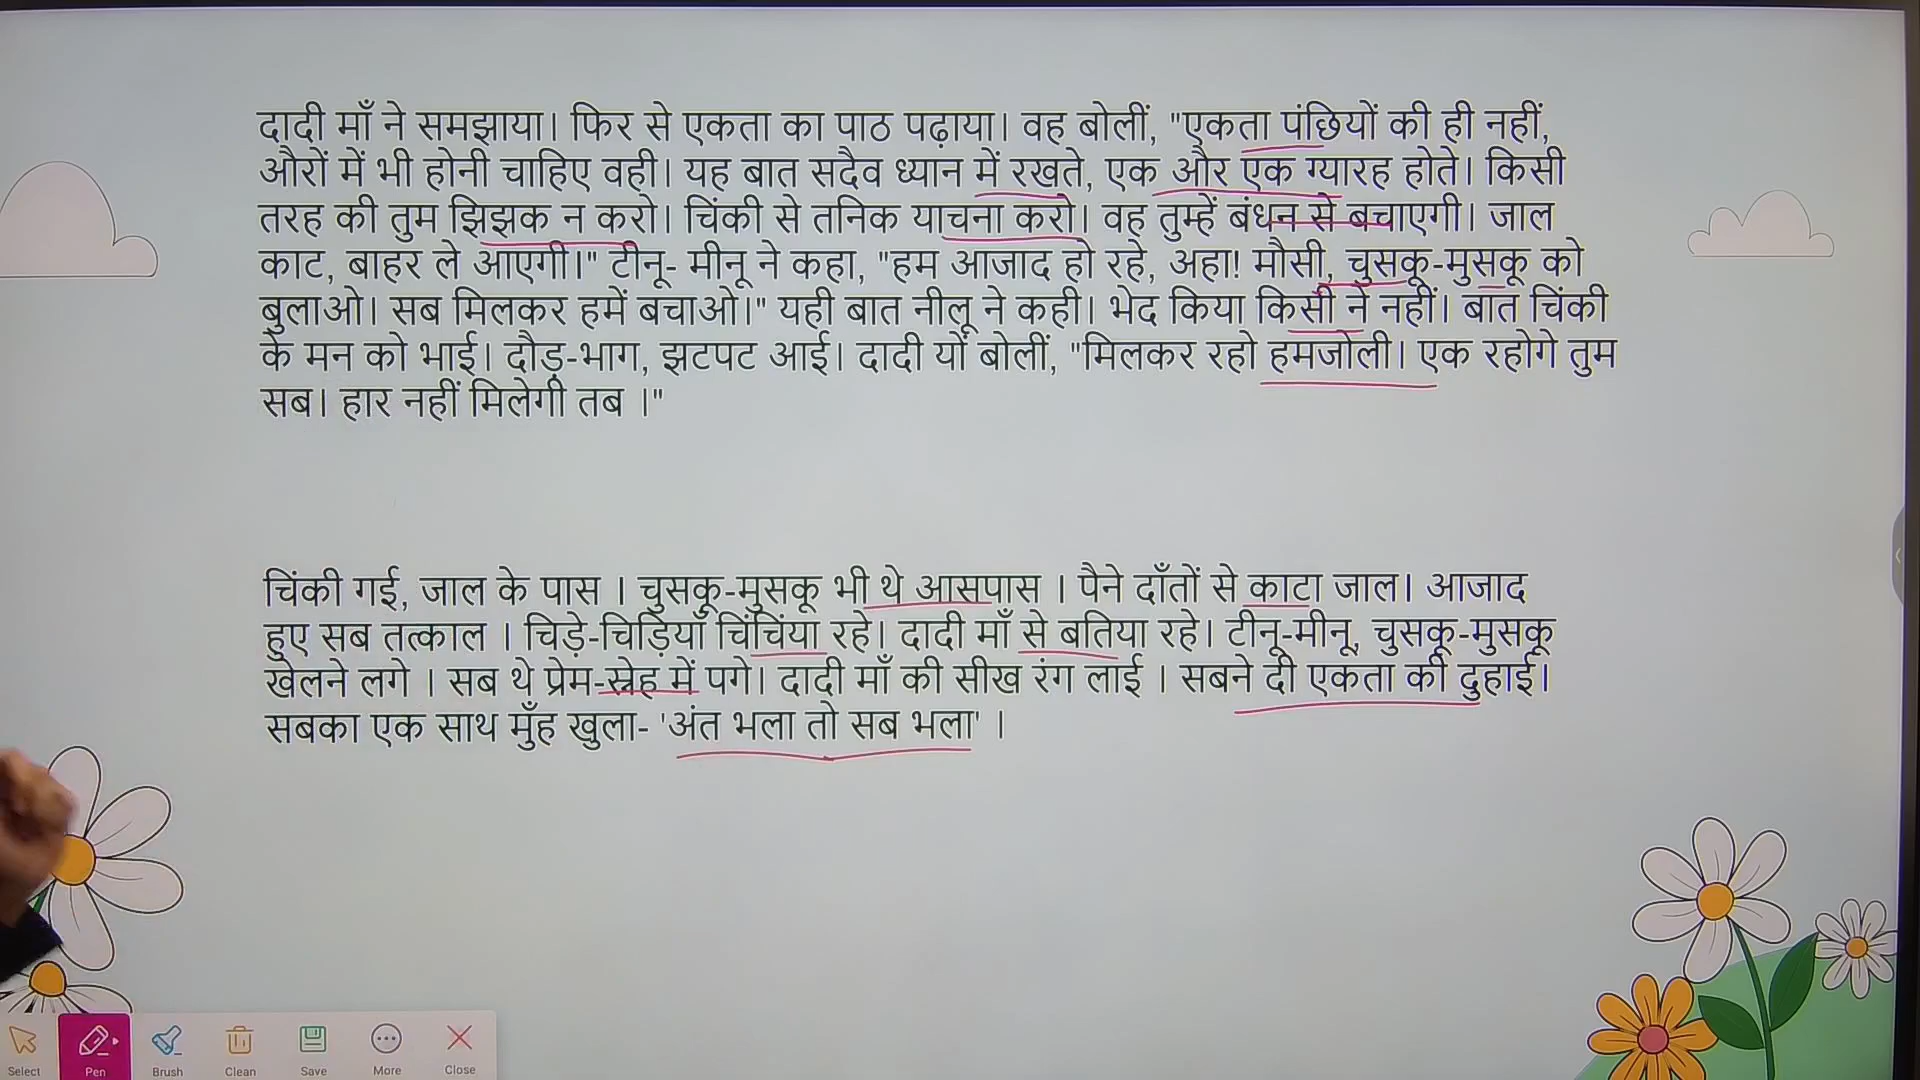 दादी माँ ने समझाया। फिर से एकता का पाठ पढ़ाया। वह बोलीं, "एकता पंछियों की ही नहीं,
औरों में भी होनी चाहिए वही। यह बात सदैव ध्यान में रखते, एक और एक ग्यारह होते। किसी
तरह की तुम झिझक न करो। चिंकी से तनिक याचना करो। वह तुम्हें बंधन से बचाएगी। जाल
काट, बाहर ले आएगी।" टीनू- मीनू ने कहा, "हम आजाद हो रहे, अहा! मौसी, चुसकू-मुसकू को
बुलाओ। सब मिलकर हमें बचाओ।" यही बात नीलू ने कही। भेद किया किसी ने नहीं। बात चिंकी
के मन को भाई। दौड़-भाग, झटपट आई। दादी यों बोलीं, "मिलकर रहो हमजोली। एक रहोगे तुम
सब। हार नहीं मिलेगी तब ।"
चिंकी गई, जाल के पास । चुसकू-मुसकू भी थे आसपास । पैने दाँतों से काटा जाल। आजाद
हुए सब तत्काल । चिड़े-चिड़ियाँ चिंचिंया रहे। दादी माँ से बतिया रहे। टीनू-मीनू, चुसकू-मुसकू
खेलने लगे । सब थे प्रेम-स्नेह में पगे। दादी माँ की सीख रंग लाई । सबने दी एकता की दुहाई।
सबका एक साथ मुँह खुला- 'अंत भला तो सब भला' ।
Select Pen Brush Clean Save More Close